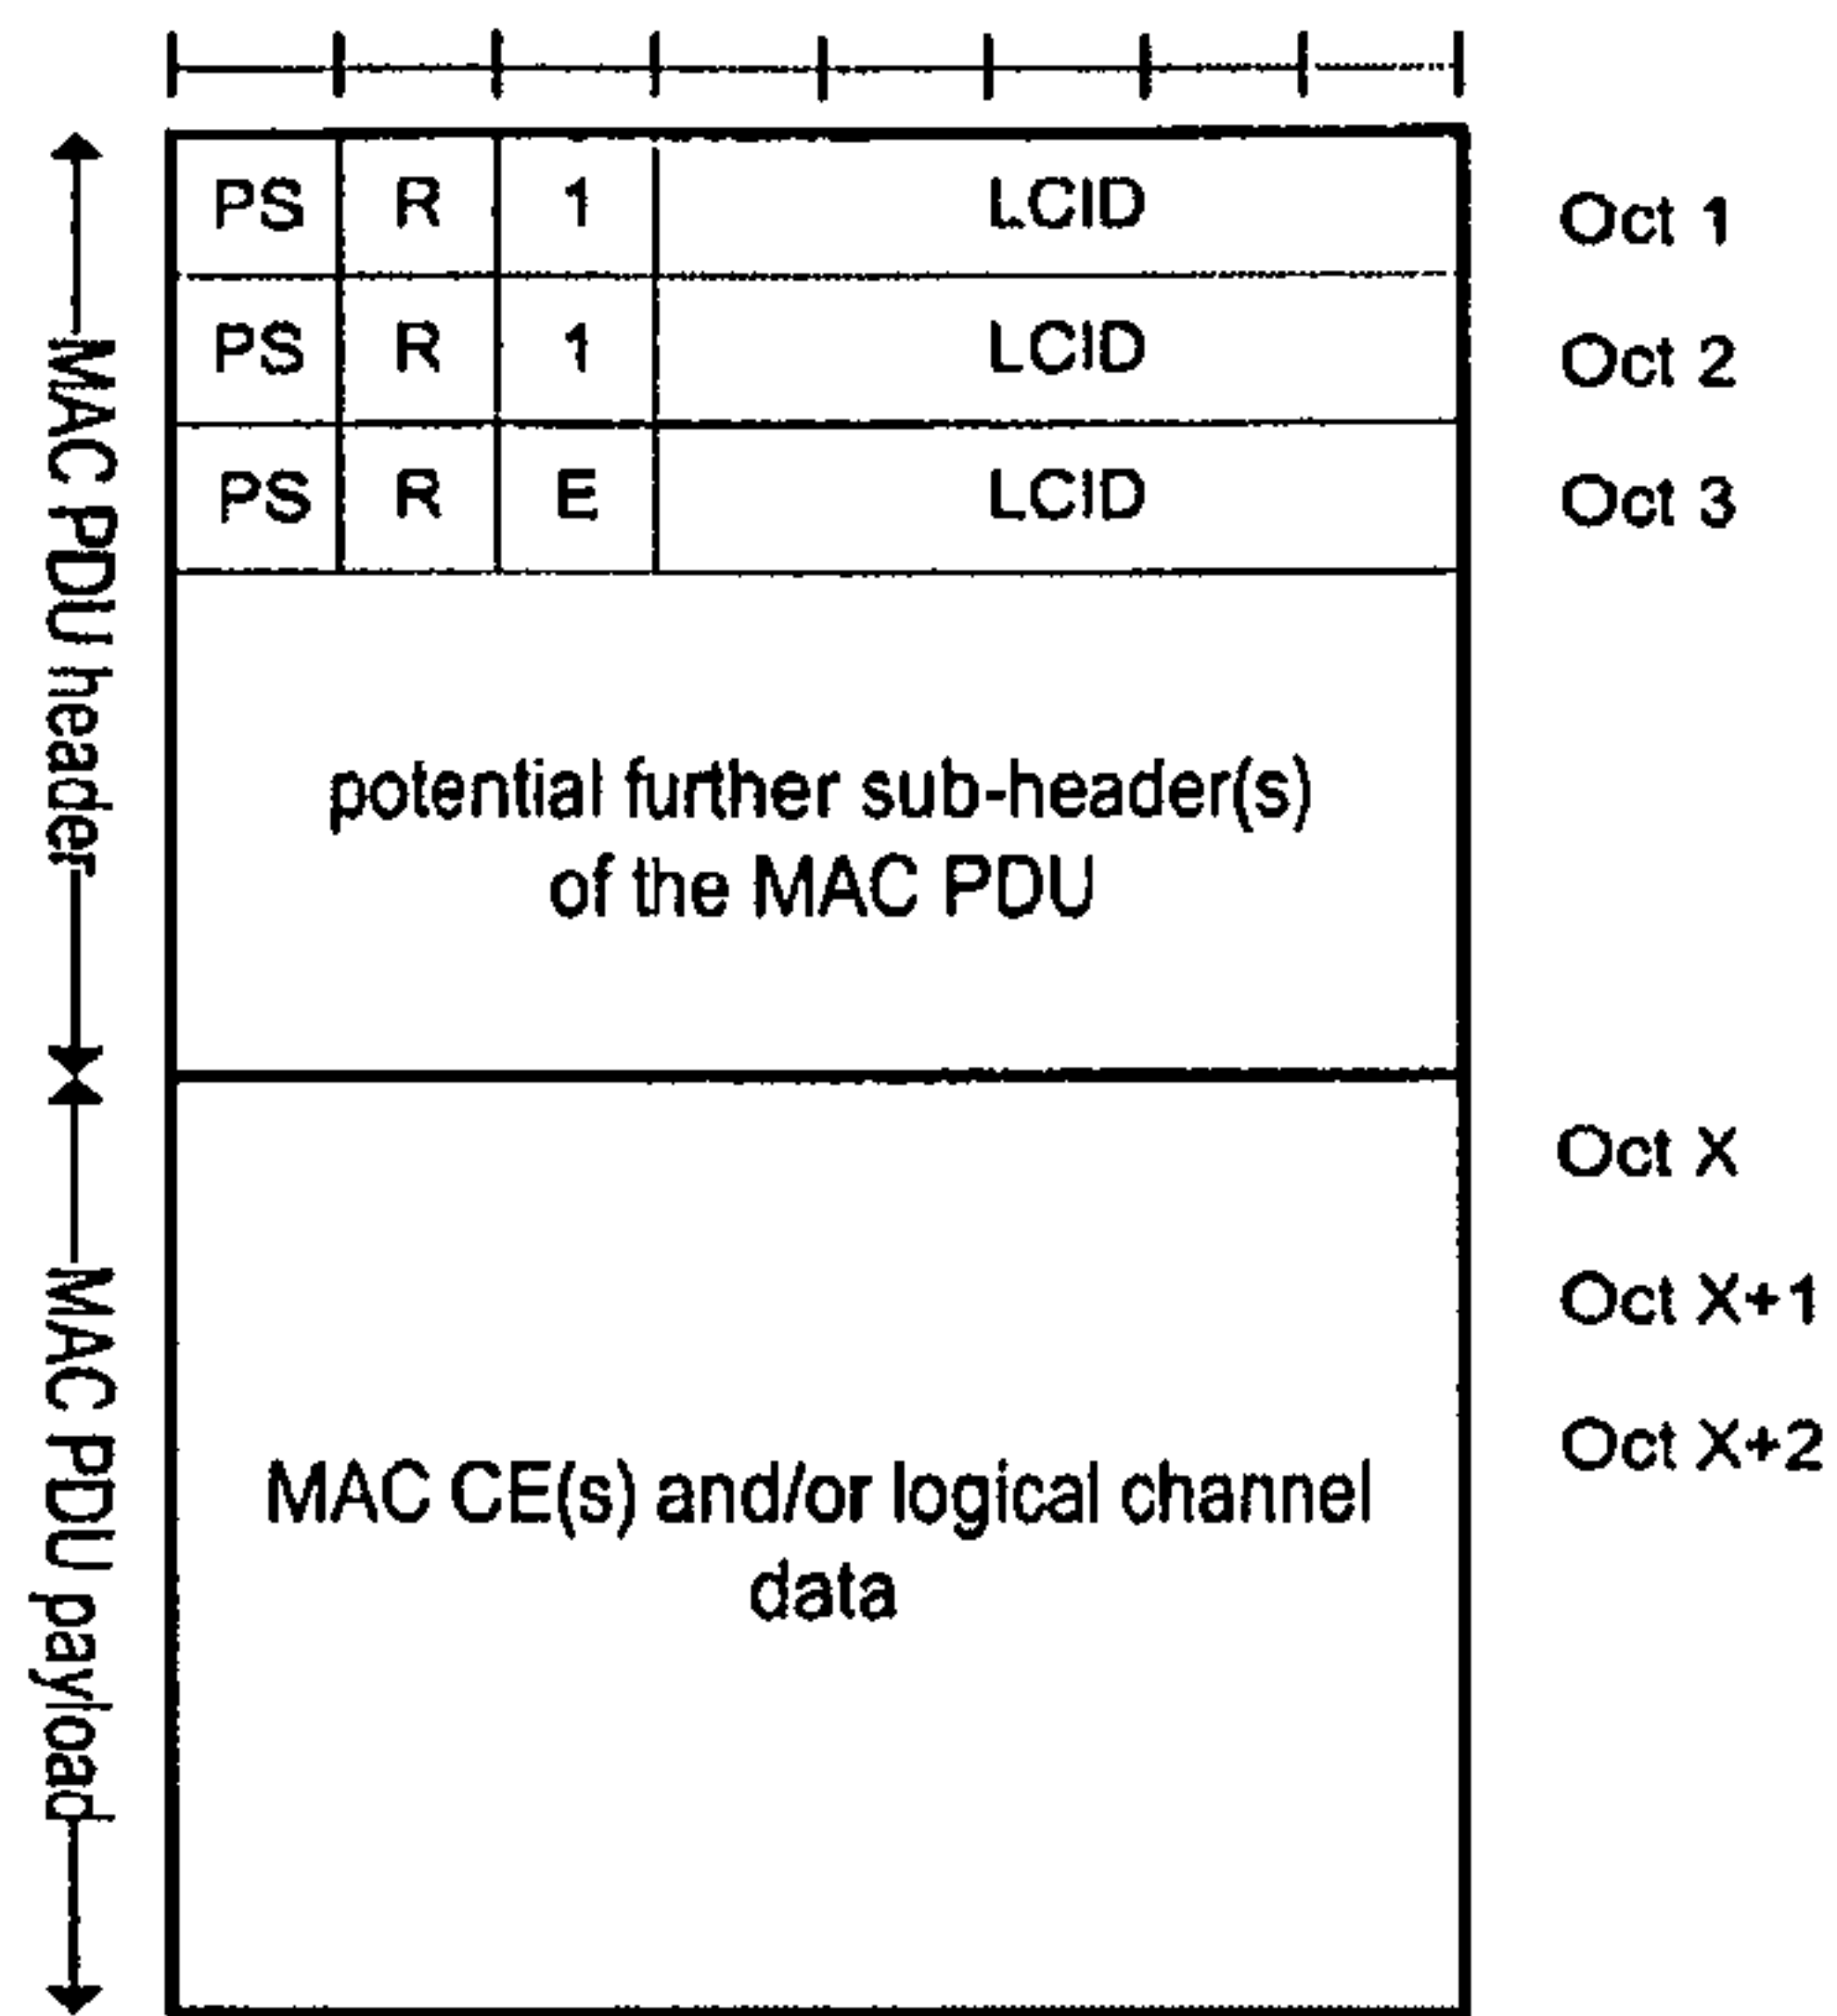 PS R 1 LCID Oct 1
PS R 1 LCID Oct 2
PS R E LCID Oct 3
MAC PDU header
potential further sub-header(s)
of the MAC PDU
Oct X
Oct X+1
Oct X+2
MAC PDU payload
MAC CE(s) and/or logical channel
data